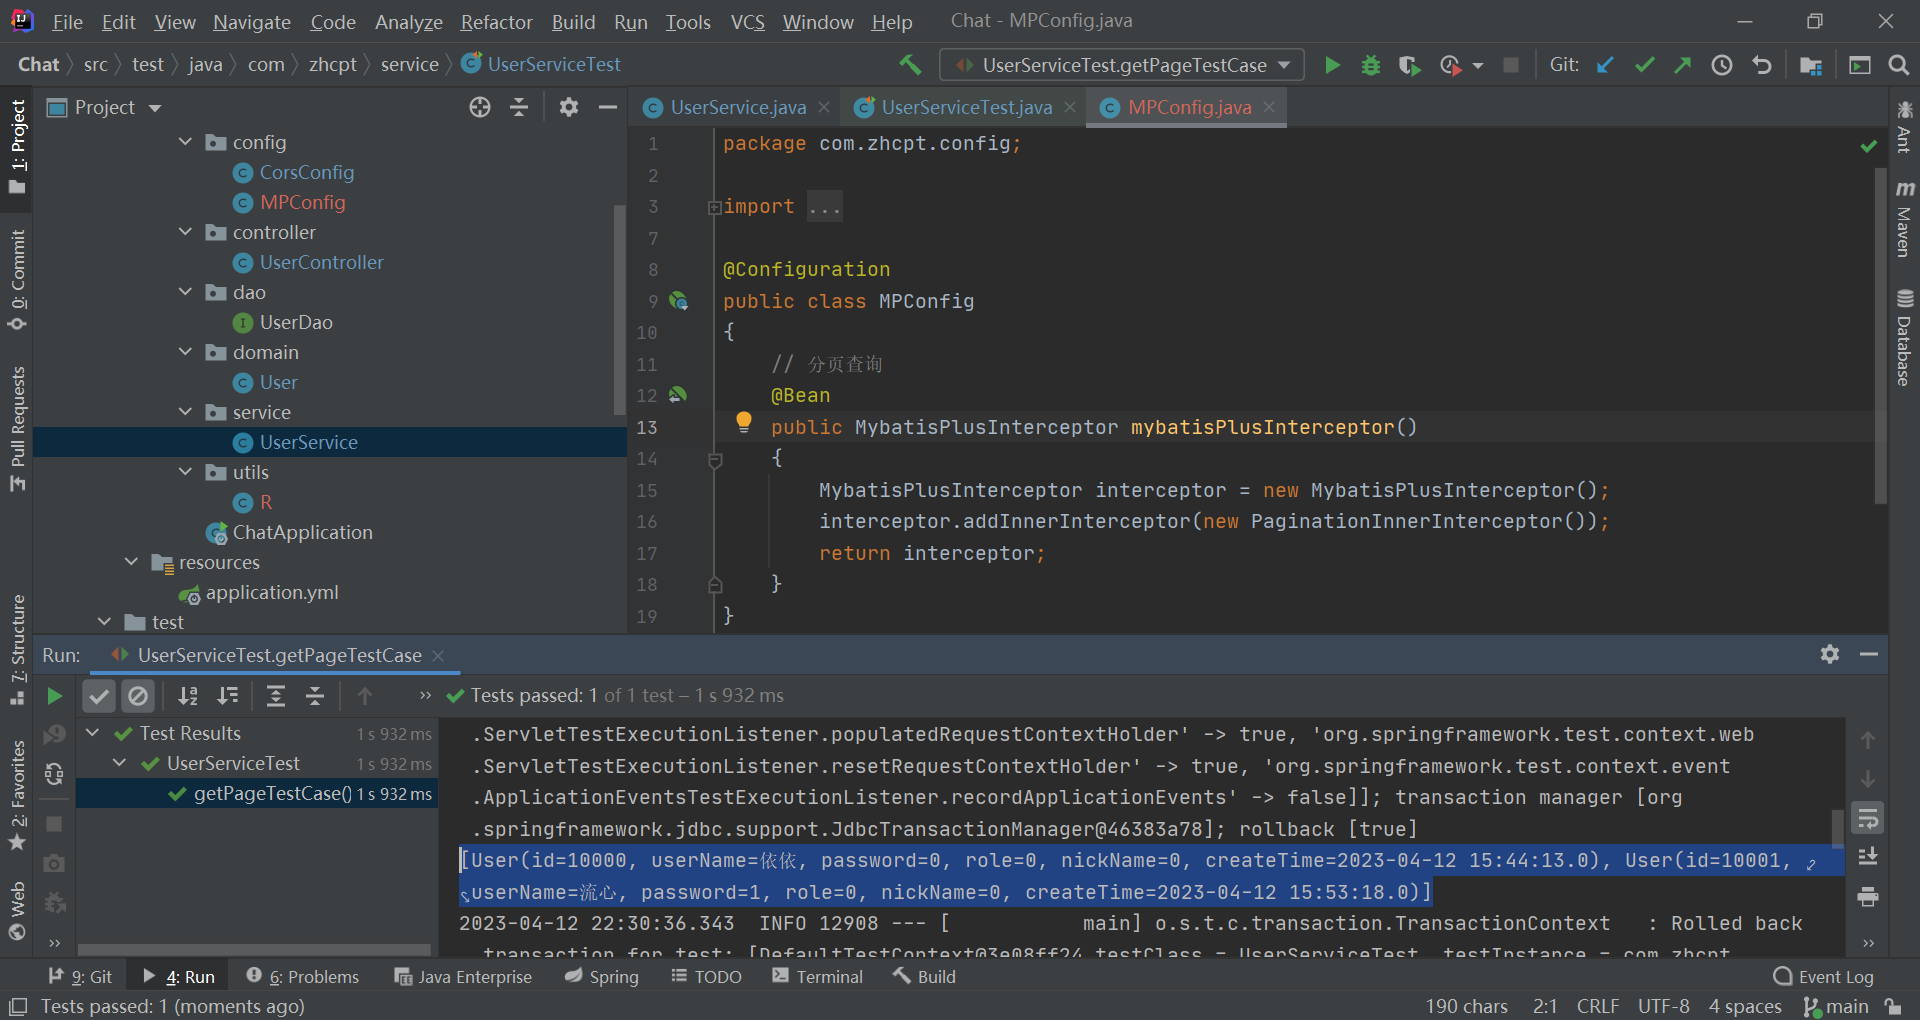 File Edit View Navigate Code Analyze Refactor Build Run Tools VCS Window Help Chat - MPConfig.java
Chat src test java com zhcpt service UserServiceTest UserServiceTest.getPageTestCase Git:
Project UserService.java UserServiceTest.java MPConfig.java
config
CorsConfig
MPConfig
controller
UserController
dao
UserDao
domain
User
service
UserService
utils
R
ChatApplication
resources
application.yml
test
1 package com.zhcpt.config;
2
3 import ...
7
8 @Configuration
9 public class MPConfig
10 {
11 // 分页查询
12 @Bean
13 public MybatisPlusInterceptor mybatisPlusInterceptor()
14 {
15 MybatisPlusInterceptor interceptor = new MybatisPlusInterceptor();
16 interceptor.addInnerInterceptor(new PaginationInnerInterceptor());
17 return interceptor;
18 }
19 }
1: Project
0: Commit
Pull Requests
7: Structure
2: Favorites
Web
Ant
Maven
Database
Run: UserServiceTest.getPageTestCase
Tests passed: 1 of 1 test – 1 s 932 ms
Test Results 1 s 932 ms
UserServiceTest 1 s 932 ms
getPageTestCase() 1 s 932 ms
.ServletTestExecutionListener.populatedRequestContextHolder' -> true, 'org.springframework.test.context.web
.ServletTestExecutionListener.resetRequestContextHolder' -> true, 'org.springframework.test.context.event
.ApplicationEventsTestExecutionListener.recordApplicationEvents' -> false]]; transaction manager [org
.springframework.jdbc.support.JdbcTransactionManager@46383a78]; rollback [true]
[User(id=10000, userName=依依, password=0, role=0, nickName=0, createTime=2023-04-12 15:44:13.0), User(id=10001,
userName=流心, password=1, role=0, nickName=0, createTime=2023-04-12 15:53:18.0)]
2023-04-12 22:30:36.343 INFO 12908 --- [ main] o.s.t.c.transaction.TransactionContext : Rolled back
transaction for test: [DefaultTestContext@3e08ff24 testClass = UserServiceTest, testInstance = com.zhcpt
9: Git 4: Run 6: Problems Java Enterprise Spring TODO Terminal Build Event Log
Tests passed: 1 (moments ago) 190 chars 2:1 CRLF UTF-8 4 spaces main